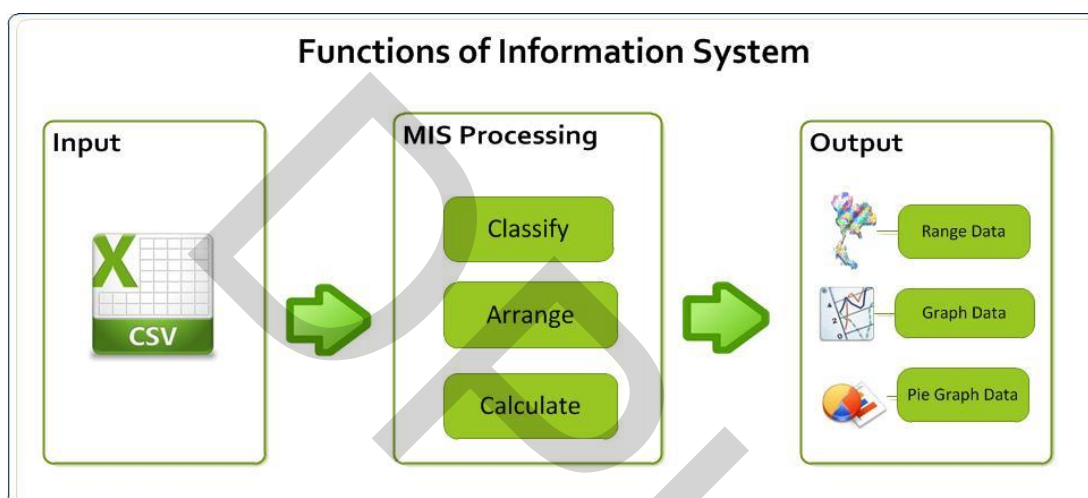 Functions of Information System
Input
X
CSV
MIS Processing
Classify
Arrange
Calculate
Output
Range Data
Graph Data
Pie Graph Data